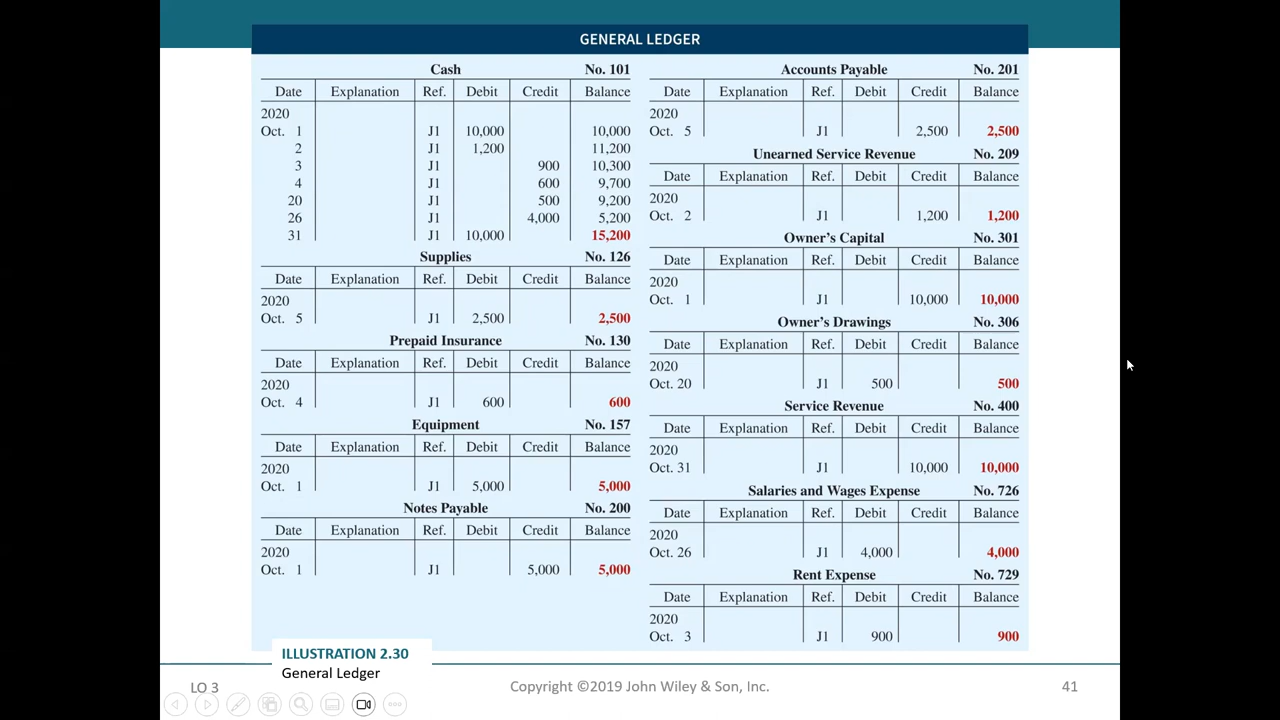 GENERAL LEDGER
Cash No. 101
Date Explanation Ref. Debit Credit Balance
2020
Oct. 1 J1 10,000 10,000
2 J1 1,200 11,200
3 J1 900 10,300
4 J1 600 9,700
20 J1 500 9,200
26 J1 4,000 5,200
31 J1 10,000 15,200
Supplies No. 126
Date Explanation Ref. Debit Credit Balance
2020
Oct. 5 J1 2,500 2,500
Prepaid Insurance No. 130
Date Explanation Ref. Debit Credit Balance
2020
Oct. 4 J1 600 600
Equipment No. 157
Date Explanation Ref. Debit Credit Balance
2020
Oct. 1 J1 5,000 5,000
Notes Payable No. 200
Date Explanation Ref. Debit Credit Balance
2020
Oct. 1 J1 5,000 5,000
Accounts Payable No. 201
Date Explanation Ref. Debit Credit Balance
2020
Oct. 5 J1 2,500 2,500
Unearned Service Revenue No. 209
Date Explanation Ref. Debit Credit Balance
2020
Oct. 2 J1 1,200 1,200
Owner's Capital No. 301
Date Explanation Ref. Debit Credit Balance
2020
Oct. 1 J1 10,000 10,000
Owner's Drawings No. 306
Date Explanation Ref. Debit Credit Balance
2020
Oct. 20 J1 500 500
Service Revenue No. 400
Date Explanation Ref. Debit Credit Balance
2020
Oct. 31 J1 10,000 10,000
Salaries and Wages Expense No. 726
Date Explanation Ref. Debit Credit Balance
2020
Oct. 26 J1 4,000 4,000
Rent Expense No. 729
Date Explanation Ref. Debit Credit Balance
2020
Oct. 3 J1 900 900
ILLUSTRATION 2.30
General Ledger
LO 3
Copyright ©2019 John Wiley & Son, Inc.
41